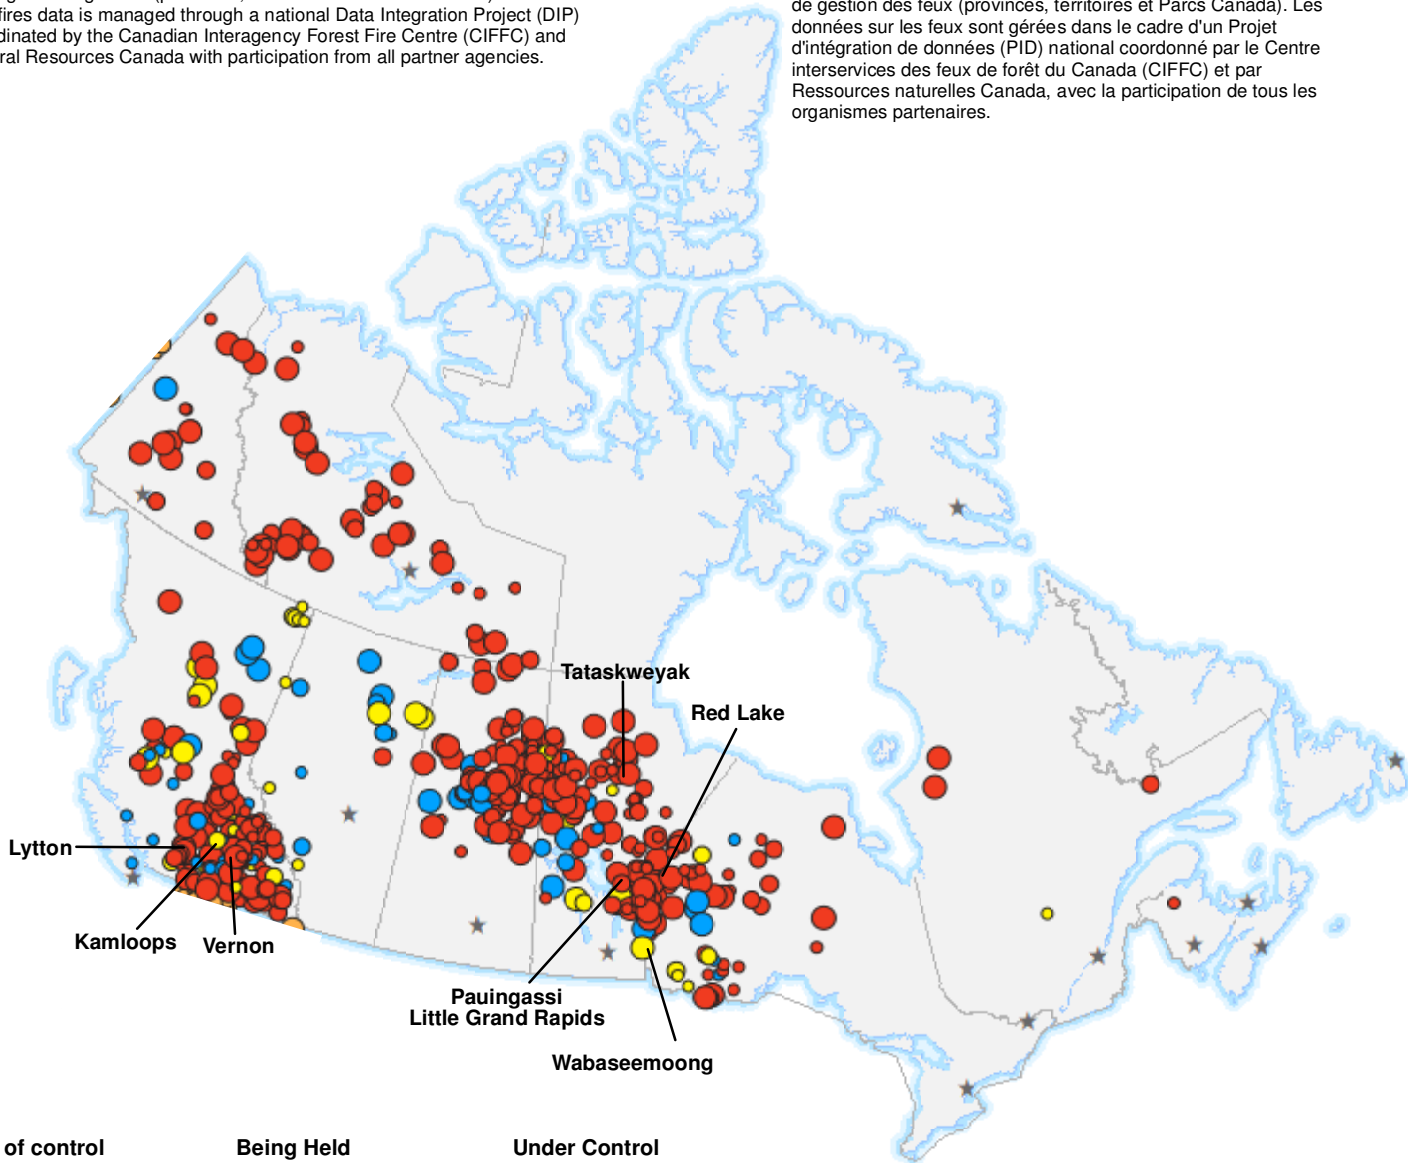 fires data is managed through a national Data Integration Project (DIP)
dinated by the Canadian Interagency Forest Fire Centre (CIFFC) and
ral Resources Canada with participation from all partner agencies.
de gestion des feux (provinces, territoires et Parcs Canada). Les
données sur les feux sont gérées dans le cadre d'un Projet
d'intégration de données (PID) national coordonné par le Centre
interservices des feux de forêt du Canada (CIFFC) et par
Ressources naturelles Canada, avec la participation de tous les
organismes partenaires.
Tataskweyak
Red Lake
Lytton
Kamloops
Vernon
Pauingassi
Little Grand Rapids
Wabaseemoong
of control
Being Held
Under Control